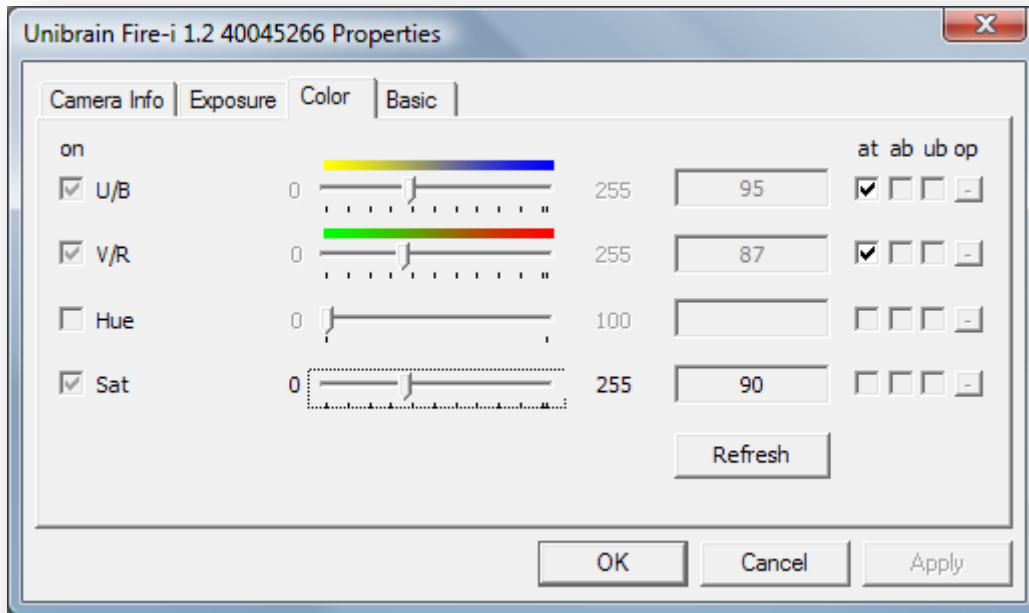 Unibrain Fire-i 1.2 40045266 Properties
Camera Info Exposure Color Basic
on at ab ub op
U/B 0 255 95 -
V/R 0 255 87 -
Hue 0 100 -
Sat 0 255 90 -
Refresh
OK Cancel Apply